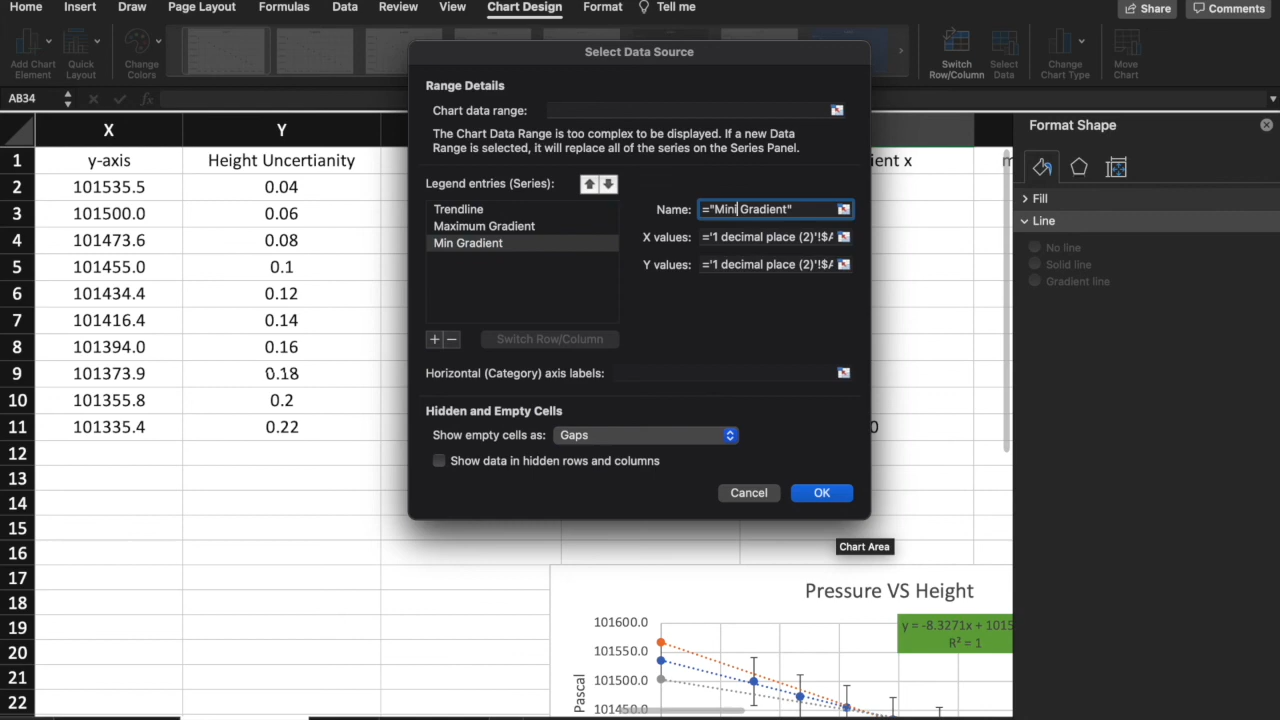 Home Insert Draw Page Layout Formulas Data Review View Chart Design Format Tell me Share Comments
Add Chart Element
Quick Layout
Change Colors
Switch Row/Column
Select Data
Change Chart Type
Move Chart
AB34 fx
Select Data Source
Range Details
Chart data range:
The Chart Data Range is too complex to be displayed. If a new Data
Range is selected, it will replace all of the series on the Series Panel.
Legend entries (Series):
Trendline
Maximum Gradient
Min Gradient
Name: ="Mini Gradient"
X values: ='1 decimal place (2)'!$A
Y values: ='1 decimal place (2)'!$A
Switch Row/Column
Horizontal (Category) axis labels:
Hidden and Empty Cells
Show empty cells as: Gaps
Show data in hidden rows and columns
Cancel OK
Chart Area
X Y
1 y-axis Height Uncertianity
2 101535.5 0.04
3 101500.0 0.06
4 101473.6 0.08
5 101455.0 0.1
6 101434.4 0.12
7 101416.4 0.14
8 101394.0 0.16
9 101373.9 0.18
10 101355.8 0.2
11 101335.4 0.22
12
13
14
15
16
17
18
19
20
21
22
ient x
0
Format Shape
Fill
Line
No line
Solid line
Gradient line
Pressure VS Height
y = -8.3271x + 1015
R² = 1
101600.0
101550.0
101500.0
101450.0
Pascal